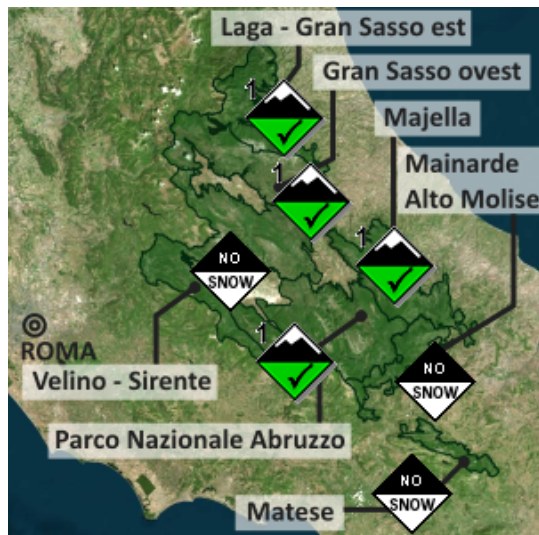 Laga - Gran Sasso est
Gran Sasso ovest
1
Majella
1
Mainarde
Alto Molise
1
NO
SNOW
ROMA
1
Velino - Sirente
NO
SNOW
Parco Nazionale Abruzzo
NO
SNOW
Matese